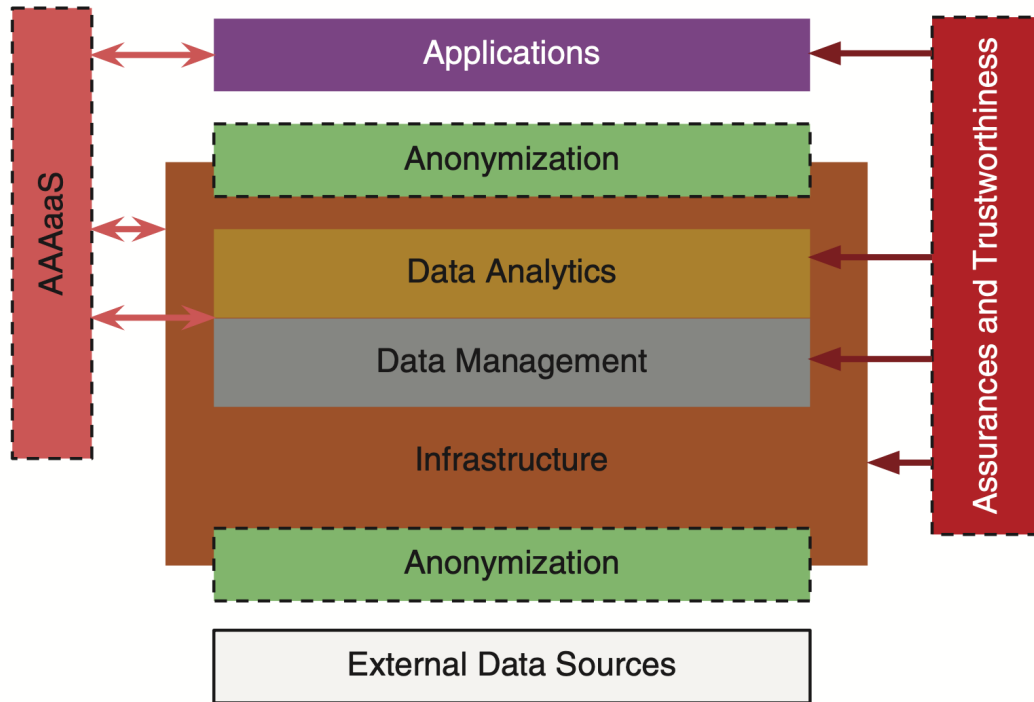 Applications
Anonymization
AAAaaS
Data Analytics
Data Management
Infrastructure
Anonymization
External Data Sources
Assurances and Trustworthiness